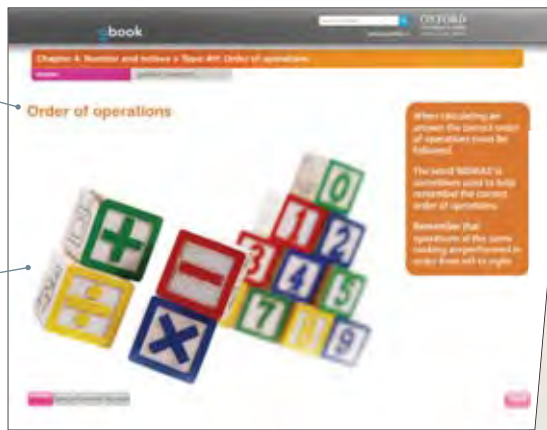 book
OXFORD
Chapter 4: Number and indices > Topic 4H: Order of operations
Order of operations
When calculating an
answer the correct order
of operations must be
followed.
The word 'BIDMAS' is
sometimes used to help
remember the correct
order of operations.
Remember that
operations of the same
ranking are performed in
order from left to right.
+
−
÷
×
0
1
2
3
4
5
7
9